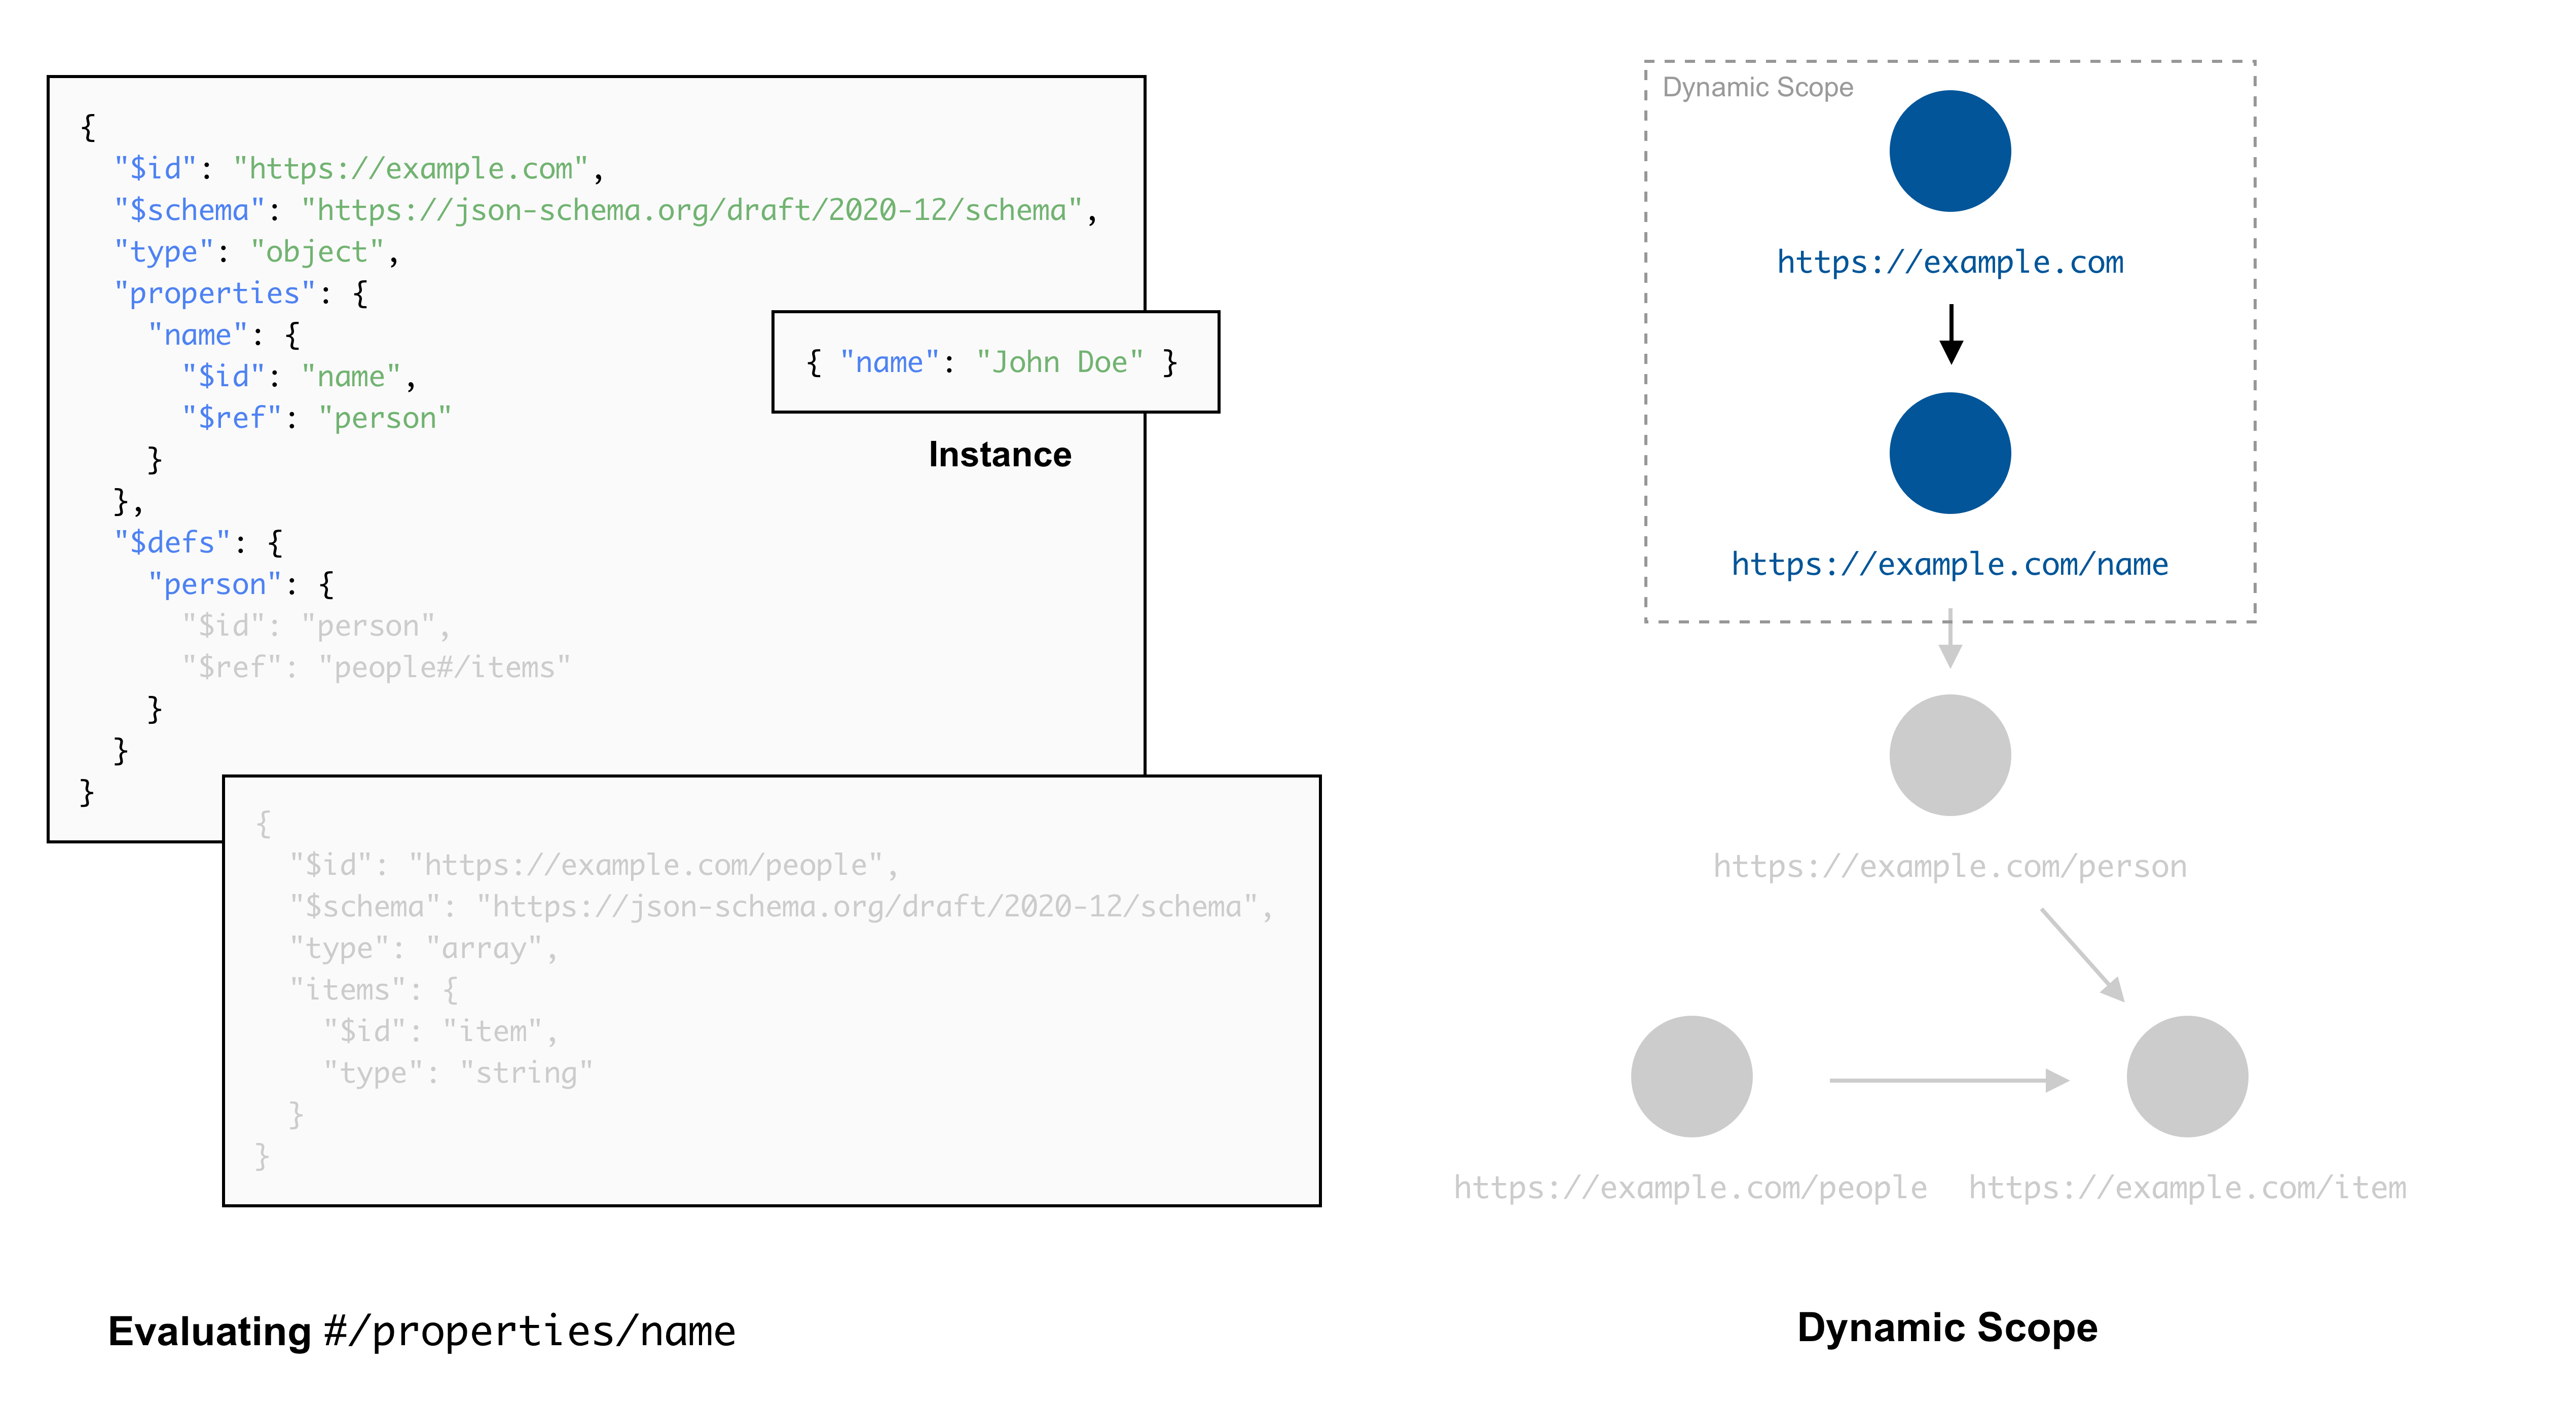 {
  "$id": "https://example.com",
  "$schema": "https://json-schema.org/draft/2020-12/schema",
  "type": "object",
  "properties": {
    "name": {
      "$id": "name",
      "$ref": "person"
    }
  },
  "$defs": {
    "person": {
      "$id": "person",
      "$ref": "people#/items"
    }
  }
}
{ "name": "John Doe" }
Instance
{
  "$id": "https://example.com/people",
  "$schema": "https://json-schema.org/draft/2020-12/schema",
  "type": "array",
  "items": {
    "$id": "item",
    "type": "string"
  }
}
Evaluating #/properties/name
Dynamic Scope
https://example.com
https://example.com/name
https://example.com/person
https://example.com/people
https://example.com/item
Dynamic Scope